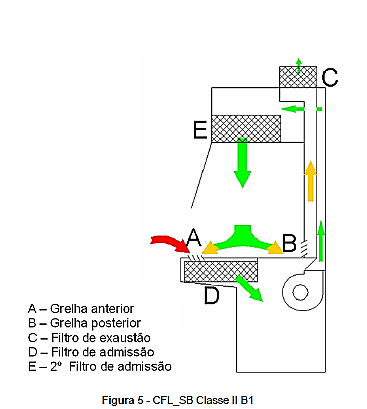 C
E
A
B
D
A – Grelha anterior
B – Grelha posterior
C – Filtro de exaustão
D – Filtro de admissão
E – 2º Filtro de admissão
Figura 5 - CFL_SB Classe II B1